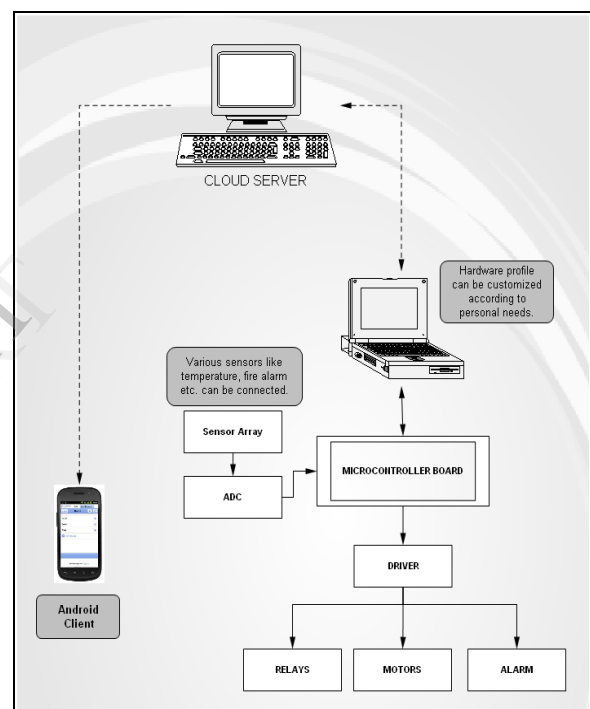 CLOUD SERVER
Hardware profile
can be customized
according to
personal needs.
Various sensors like
temperature, fire alarm
etc. can be connected.
Sensor Array
ADC
MICROCONTROLLER BOARD
DRIVER
Android
Client
RELAYS
MOTORS
ALARM